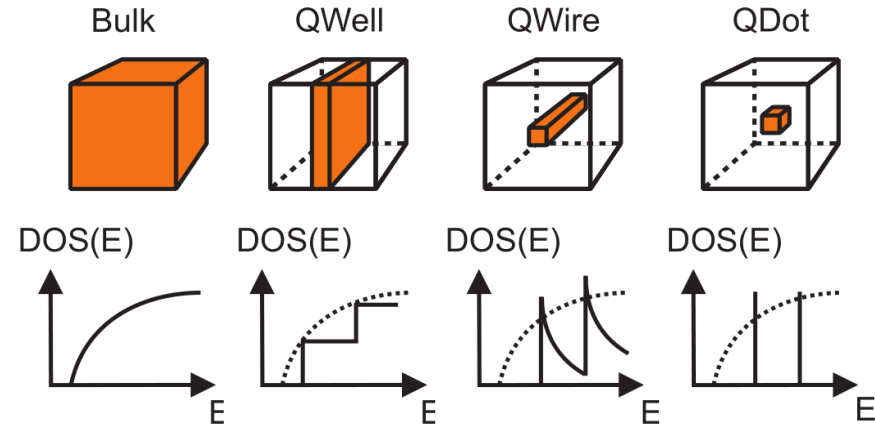 Bulk QWell QWire QDot
DOS(E) DOS(E) DOS(E) DOS(E)
E E E E